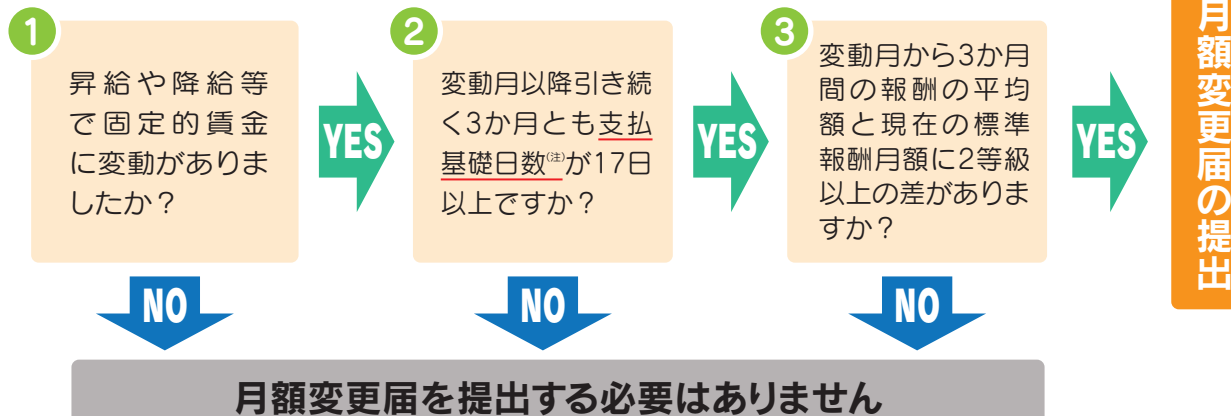 1
昇給や降給等
で固定的賃金
に変動がありま
したか？
YES
2
変動月以降引き続
く3か月とも支払
基礎日数(注)が17日
以上ですか？
YES
3
変動月から3か月
間の報酬の平均
額と現在の標準
報酬月額に2等級
以上の差がありま
すか？
YES
月額変更届の提出
NO
NO
NO
月額変更届を提出する必要はありません